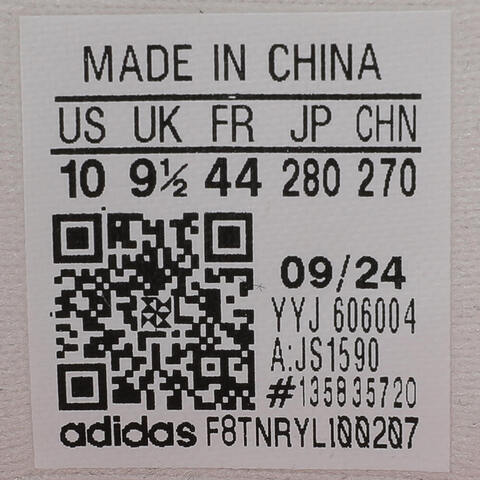 MADE IN CHINA
US UK FR JP CHN
10 9½ 44 280 270
09/24
YYJ 606004
A:JS1590
#135835720
adidas F8TNRYL100207